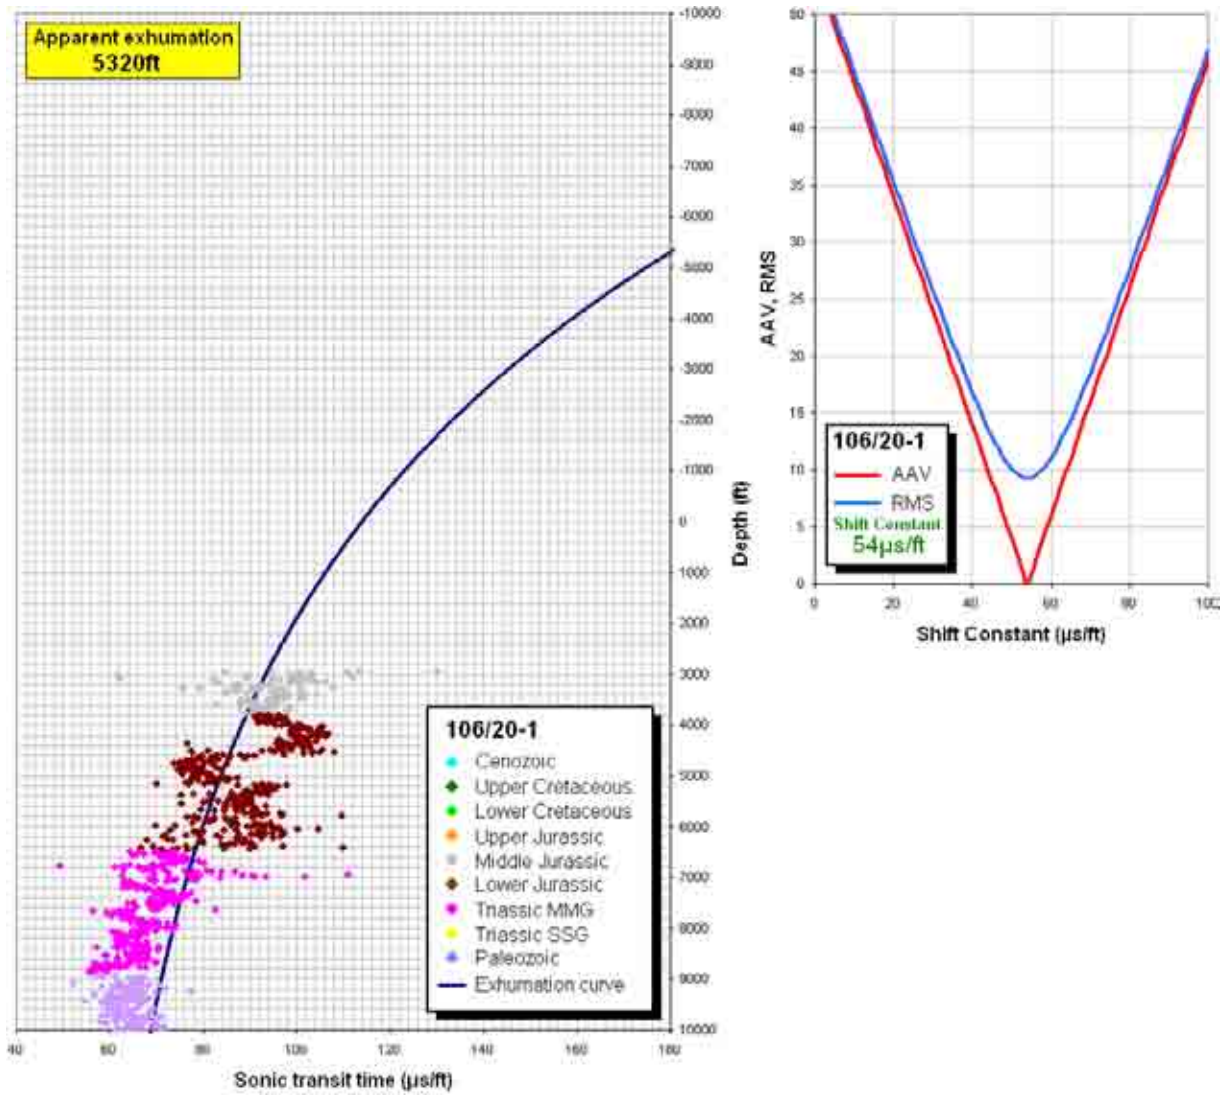 Apparent exhumation
5320ft
-10000
-9000
-8000
-7000
-6000
-5000
-4000
-3000
-2000
-1000
0
1000
2000
3000
4000
5000
6000
7000
8000
9000
10000
Depth (ft)
40
60
80
100
120
140
160
180
Sonic transit time (µs/ft)
106/20-1
Cenozoic
Upper Cretaceous
Lower Cretaceous
Upper Jurassic
Middle Jurassic
Lower Jurassic
Triassic MMG
Triassic SSG
Paleozoic
Exhumation curve
50
45
40
35
30
25
20
15
10
5
0
AAV, RMS
106/20-1
AAV
RMS
Shift Constant
54µs/ft
0
20
40
60
80
100
Shift Constant (µs/ft)